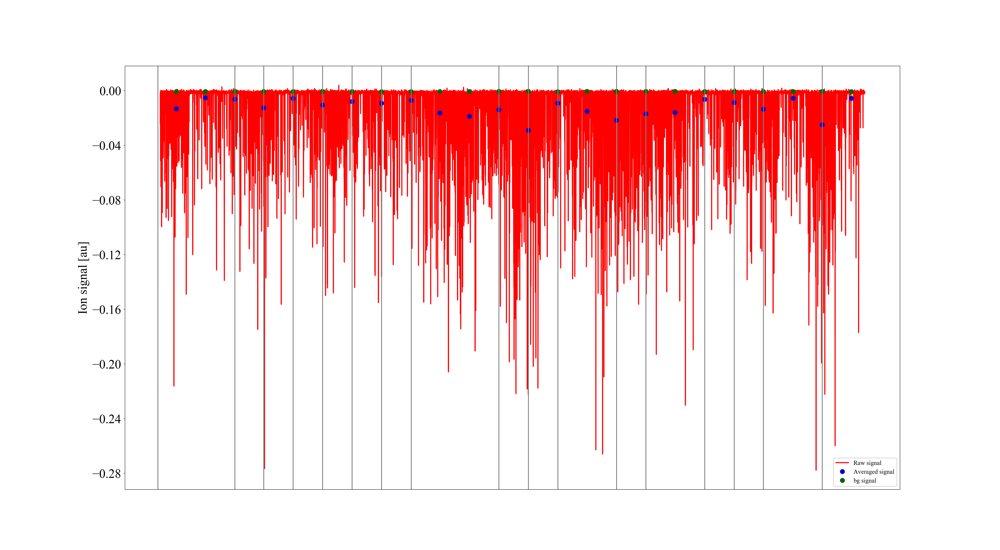 0.00
−0.04
−0.08
−0.12
−0.16
−0.20
−0.24
−0.28
Ion signal [au]
Raw signal
Averaged signal
bg signal